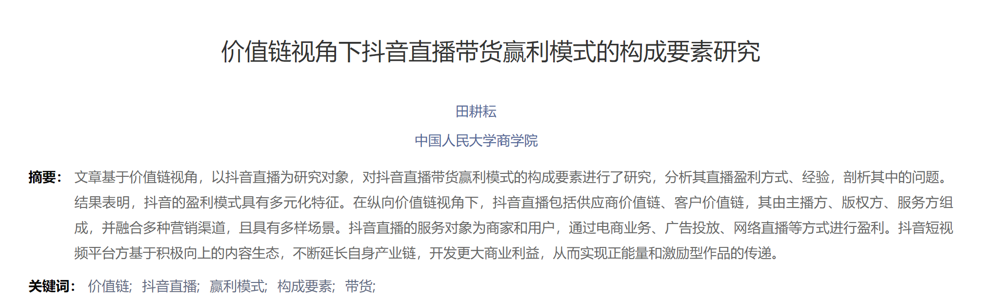 价值链视角下抖音直播带货赢利模式的构成要素研究
田耕耘
中国人民大学商学院
摘要： 文章基于价值链视角，以抖音直播为研究对象，对抖音直播带货赢利模式的构成要素进行了研究，分析其直播盈利方式、经验，剖析其中的问题。
结果表明，抖音的盈利模式具有多元化特征。在纵向价值链视角下，抖音直播包括供应商价值链、客户价值链，其由主播方、版权方、服务方组
成，并融合多种营销渠道，且具有多样场景。抖音直播的服务对象为商家和用户，通过电商业务、广告投放、网络直播等方式进行盈利。抖音短视
频平台方基于积极向上的内容生态，不断延长自身产业链，开发更大商业利益，从而实现正能量和激励型作品的传递。
关键词： 价值链; 抖音直播; 赢利模式; 构成要素; 带货;